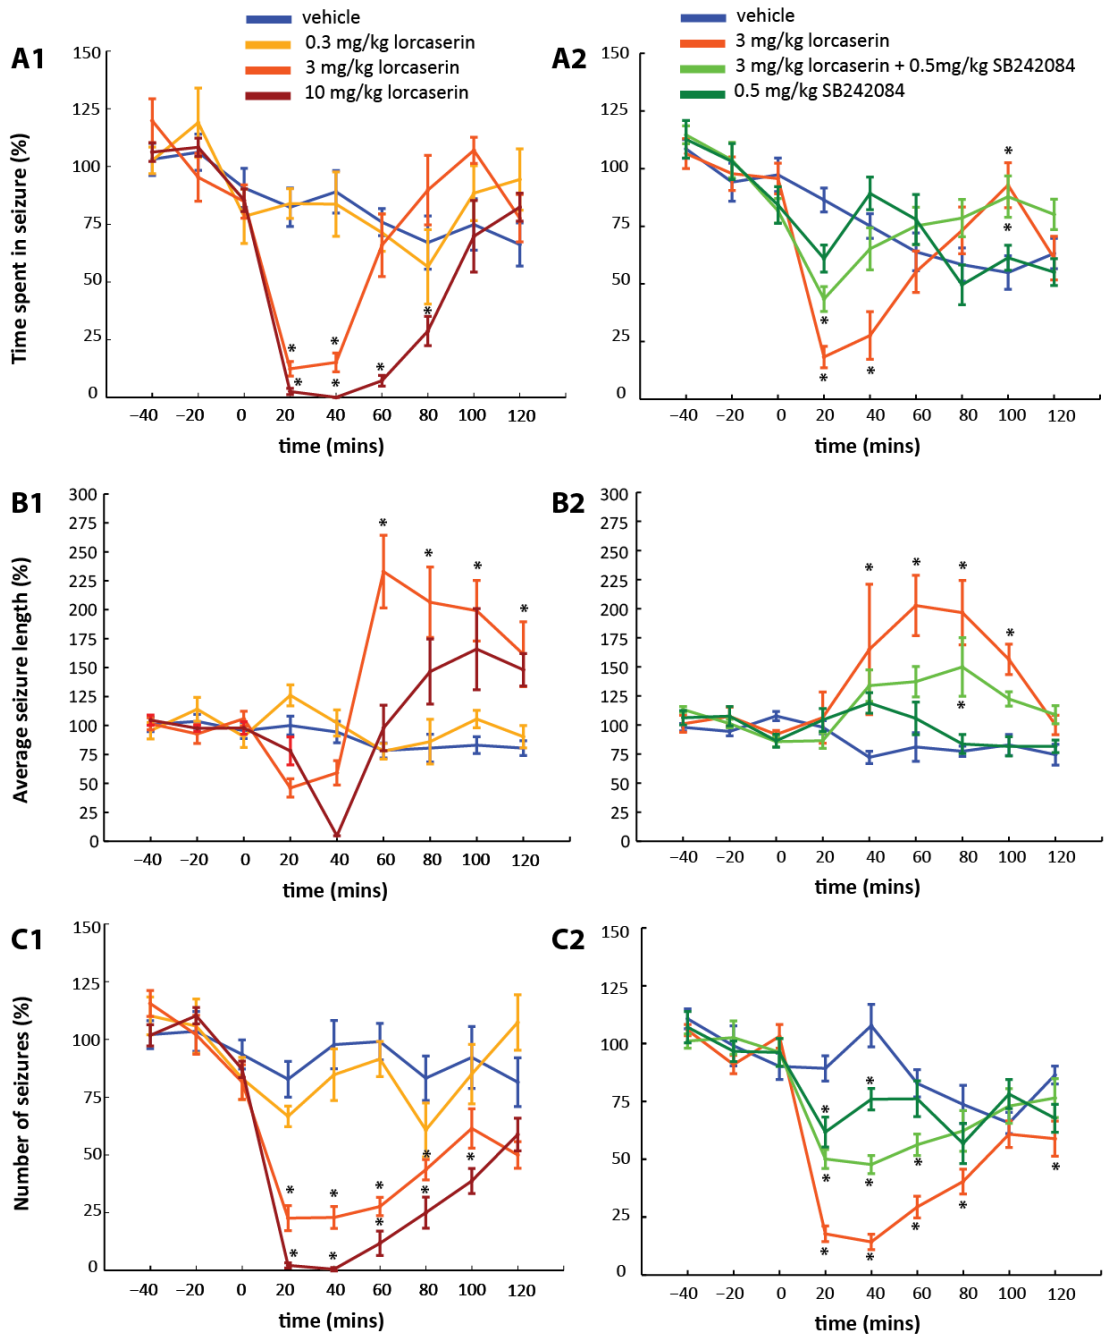 A1
vehicle
0.3 mg/kg lorcaserin
3 mg/kg lorcaserin
10 mg/kg lorcaserin
Time spent in seizure (%)
150
125
100
75
50
25
0
* * * * * *
−40 −20 0 20 40 60 80 100 120
time (mins)
A2
vehicle
3 mg/kg lorcaserin
3 mg/kg lorcaserin + 0.5mg/kg SB242084
0.5 mg/kg SB242084
150
125
100
75
50
25
0
* * * * *
−40 −20 0 20 40 60 80 100 120
time (mins)
B1
Average seizure length (%)
300
275
250
225
200
175
150
125
100
75
50
25
0
* * * *
−40 −20 0 20 40 60 80 100 120
time (mins)
B2
300
275
250
225
200
175
150
125
100
75
50
25
0
* * * * *
−40 −20 0 20 40 60 80 100 120
time (mins)
C1
Number of seizures (%)
150
125
100
75
50
25
0
* * * * * * * * *
−40 −20 0 20 40 60 80 100 120
time (mins)
C2
150
125
100
75
50
25
0
* * * * * * * * * *
−40 −20 0 20 40 60 80 100 120
time (mins)